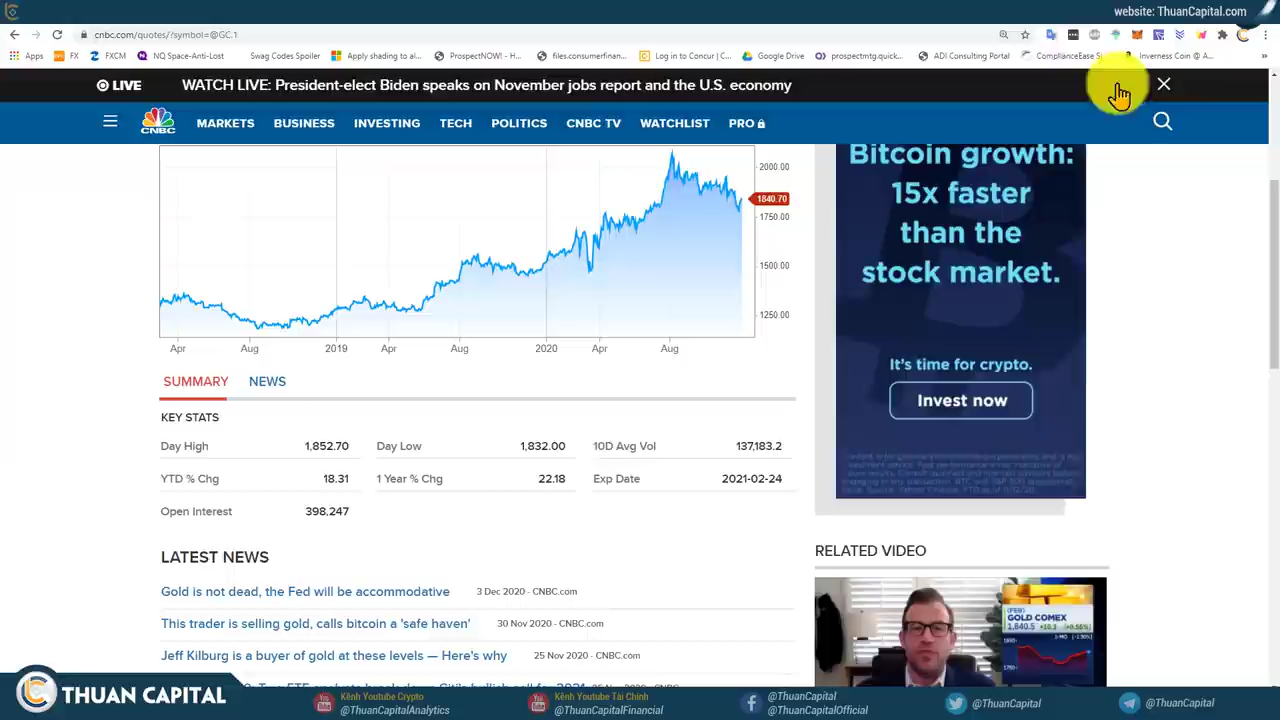 website: ThuanCapital.com
cnbc.com/quotes/?symbol=@GC.1
Apps FX FXCM NQ Space-Anti-Lost Swag Codes Spoiler Apply shading to al... ProspectNOW! - Ex... files.consumerfinan... Log in to Concur |... Google Drive prospectmtg.quick... ADI Consulting Portal Inverness Coin @ A...
LIVE WATCH LIVE: President-elect Biden speaks on November jobs report and the U.S. economy
CNBC MARKETS BUSINESS INVESTING TECH POLITICS CNBC TV WATCHLIST PRO
2000.00
1840.70
1750.00
1500.00
1250.00
Apr Aug 2019 Apr Aug 2020 Apr Aug
Bitcoin growth:
15x faster
than the
stock market.
It's time for crypto.
Invest now
SUMMARY NEWS
KEY STATS
Day High 1,852.70 Day Low 1,832.00 10D Avg Vol 137,183.2
YTD % Chg 18.31 1 Year % Chg 22.18 Exp Date 2021-02-24
Open Interest 398,247
LATEST NEWS
Gold is not dead, the Fed will be accommodative 3 Dec 2020 - CNBC.com
This trader is selling gold, calls bitcoin a 'safe haven' 30 Nov 2020 - CNBC.com
Jeff Kilburg is a buyer of gold at these levels — Here's why 25 Nov 2020 - CNBC.com
RELATED VIDEO
(FEB)
GOLD COMEX
THUAN CAPITAL
Kênh Youtube Crypto
@ThuanCapitalAnalytics
Kênh Youtube Tài Chính
@ThuanCapitalFinancial
@ThuanCapital
@ThuanCapitalOfficial
@ThuanCapital
@ThuanCapital